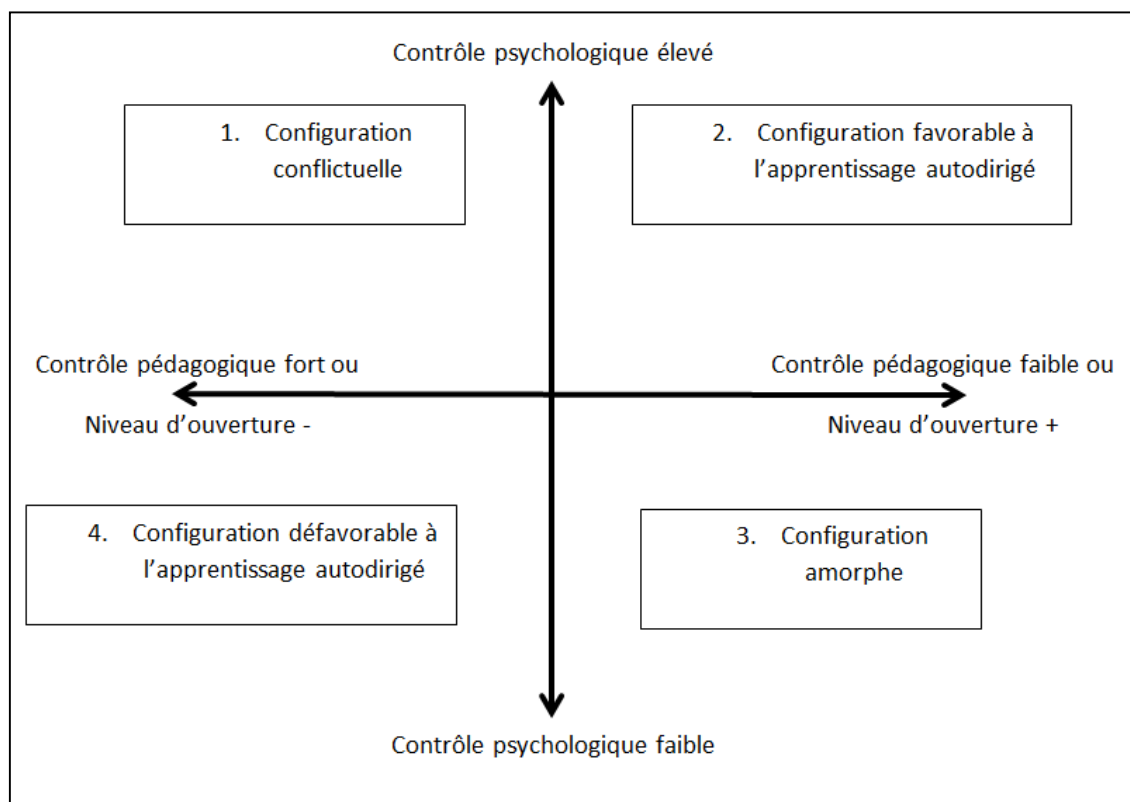 Contrôle psychologique élevé
1. Configuration
conflictuelle
2. Configuration favorable à
l'apprentissage autodirigé
Contrôle pédagogique fort ou
Niveau d'ouverture -
Contrôle pédagogique faible ou
Niveau d'ouverture +
4. Configuration défavorable à
l'apprentissage autodirigé
3. Configuration
amorphe
Contrôle psychologique faible